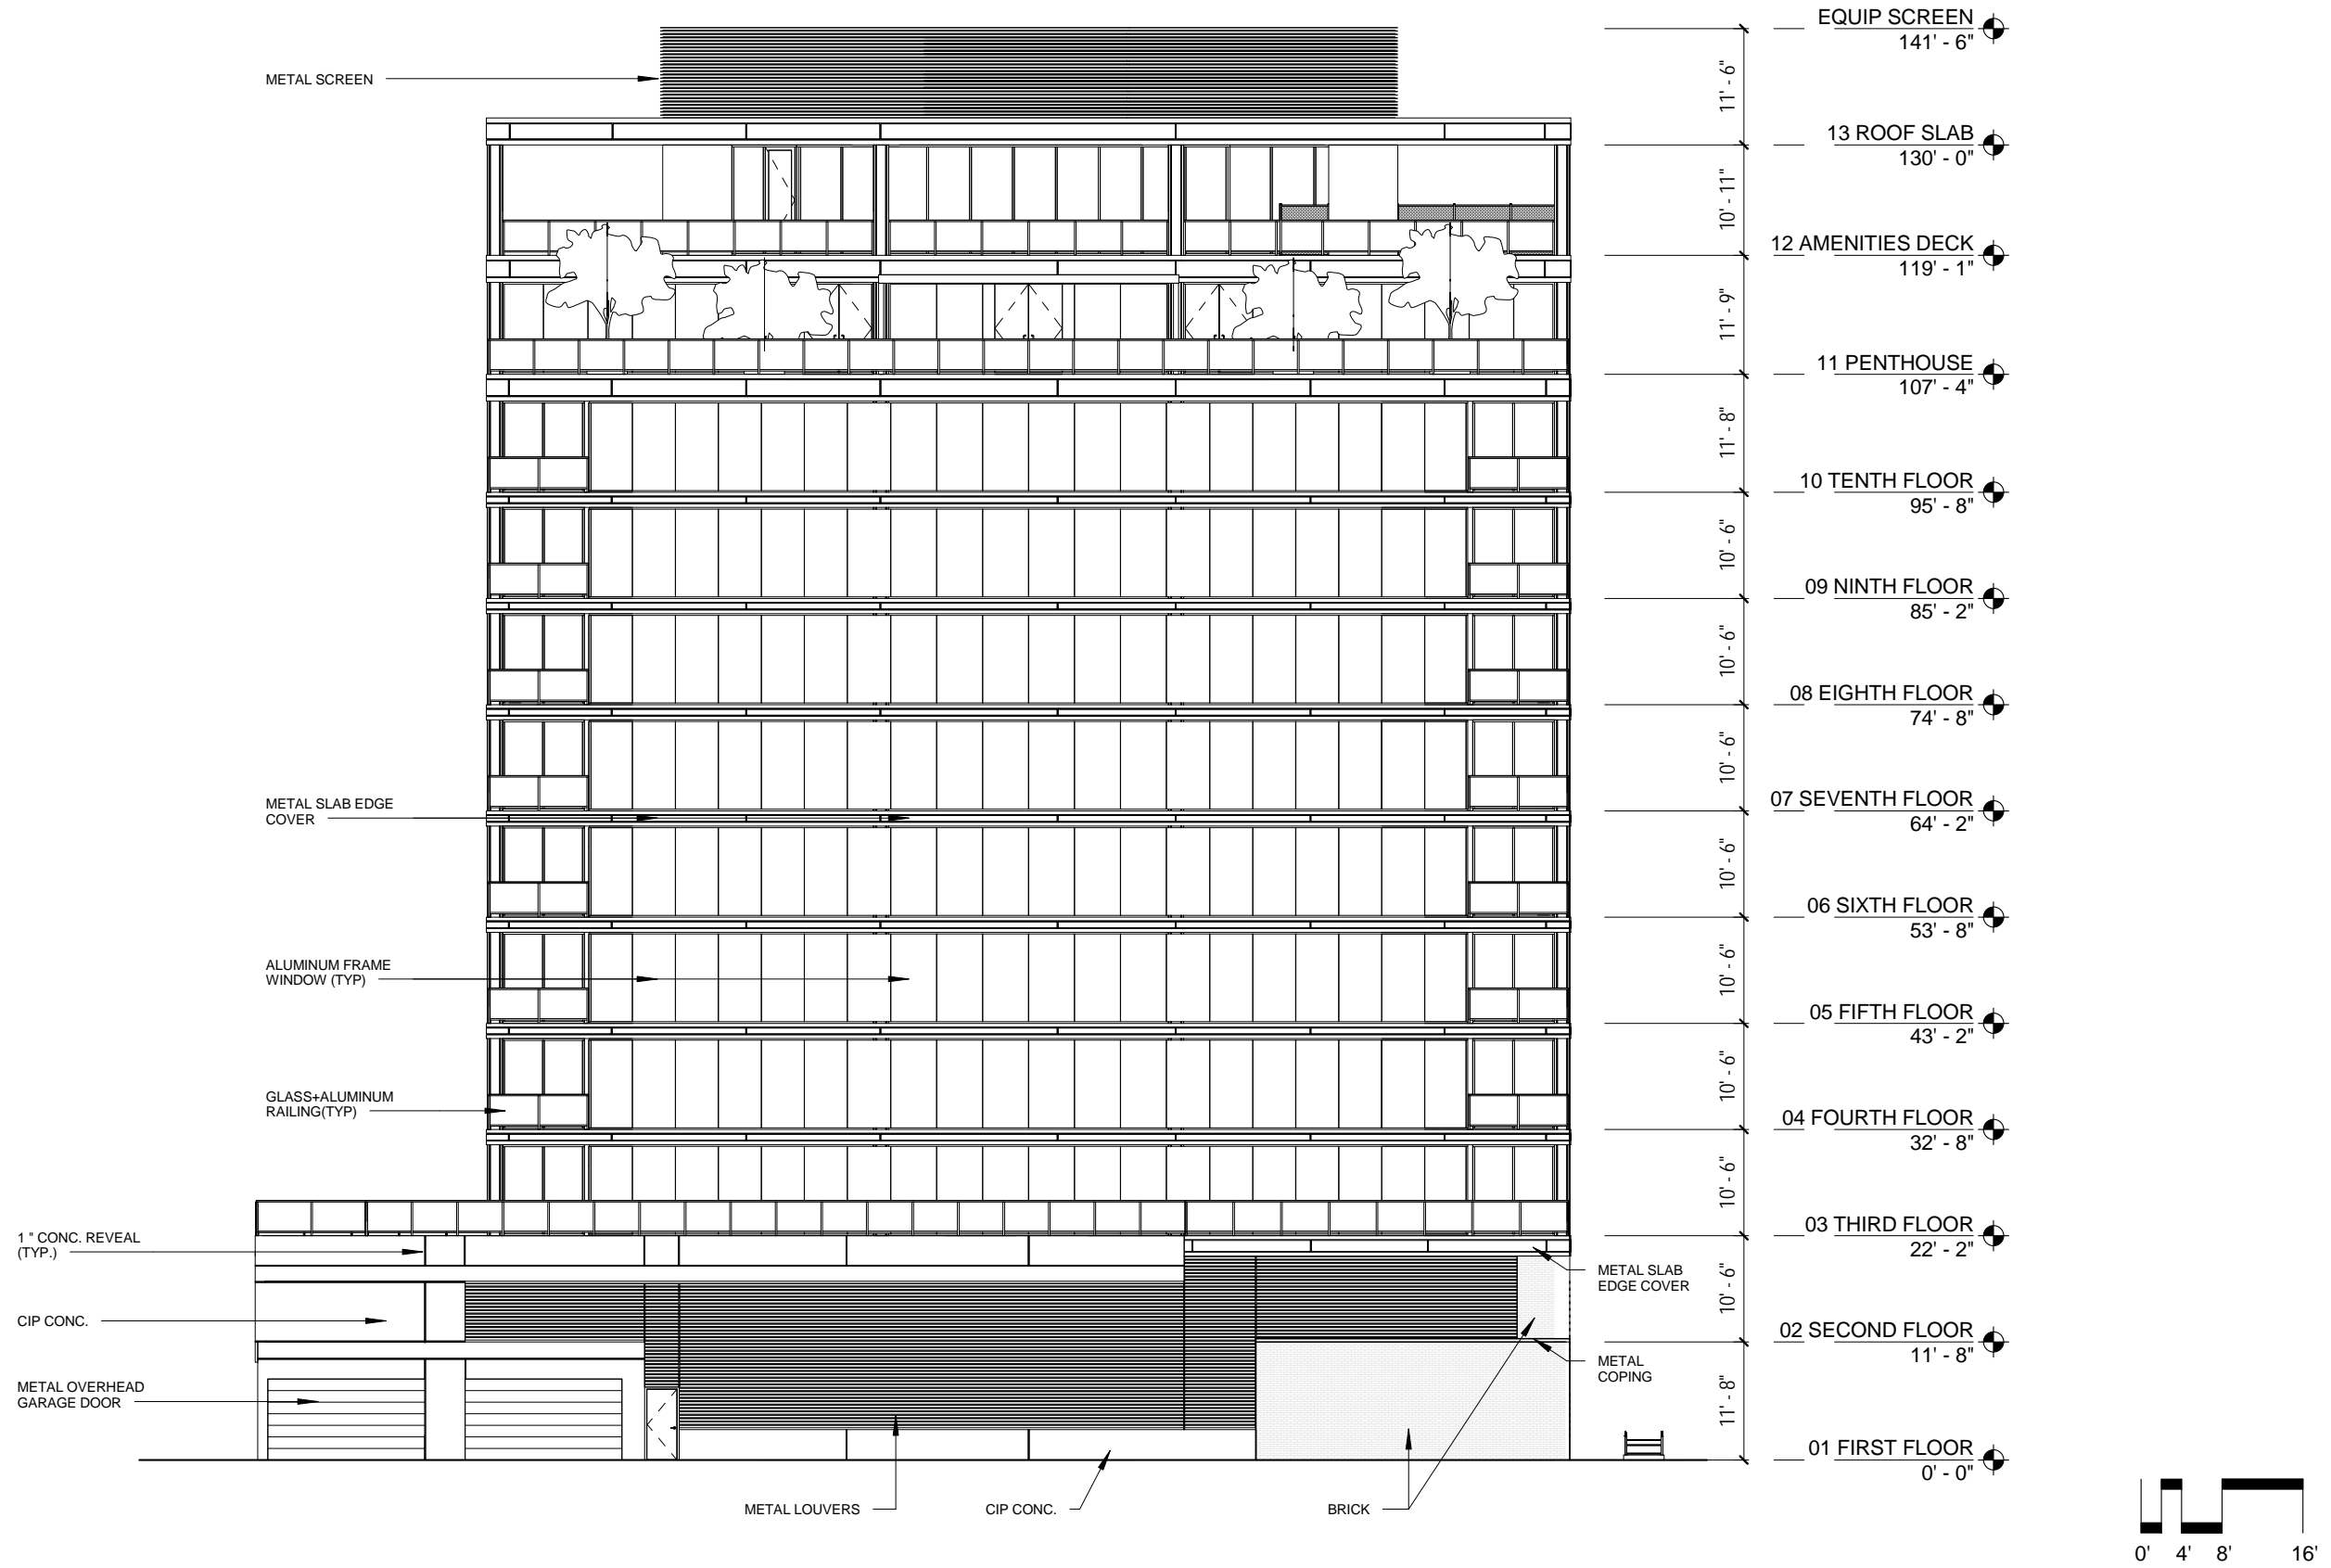 EQUIP SCREEN
141' - 6"
METAL SCREEN
11' - 6"
13 ROOF SLAB
130' - 0"
10' - 11"
12 AMENITIES DECK
119' - 1"
11' - 9"
11 PENTHOUSE
107' - 4"
11' - 8"
10 TENTH FLOOR
95' - 8"
10' - 6"
09 NINTH FLOOR
85' - 2"
10' - 6"
08 EIGHTH FLOOR
74' - 8"
10' - 6"
07 SEVENTH FLOOR
64' - 2"
METAL SLAB EDGE
COVER
10' - 6"
06 SIXTH FLOOR
53' - 8"
ALUMINUM FRAME
WINDOW (TYP)
10' - 6"
05 FIFTH FLOOR
43' - 2"
GLASS+ALUMINUM
RAILING(TYP)
10' - 6"
04 FOURTH FLOOR
32' - 8"
10' - 6"
03 THIRD FLOOR
22' - 2"
1 " CONC. REVEAL
(TYP.)
METAL SLAB
EDGE COVER
10' - 6"
CIP CONC.
02 SECOND FLOOR
11' - 8"
METAL
COPING
METAL OVERHEAD
GARAGE DOOR
11' - 8"
01 FIRST FLOOR
0' - 0"
METAL LOUVERS
CIP CONC.
BRICK
0' 4' 8' 16'